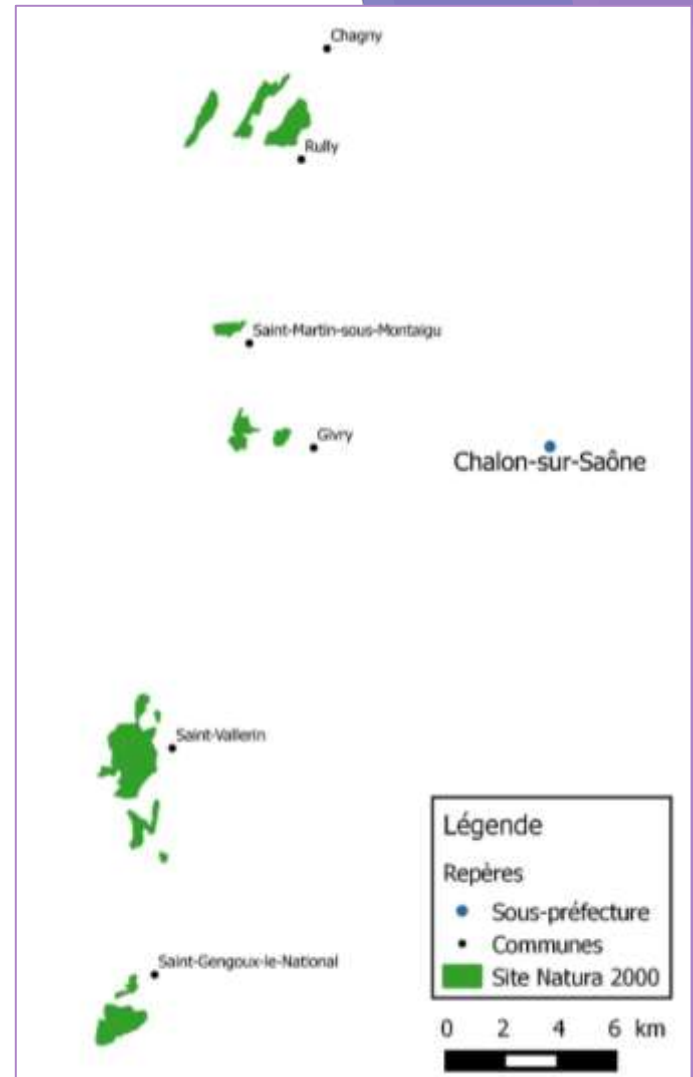 Chagny
Rully
Saint-Martin-sous-Montaigu
Givry
Chalon-sur-Saône
Saint-Vallerin
Saint-Gengoux-le-National
Légende
Repères
Sous-préfecture
Communes
Site Natura 2000
0 2 4 6 km